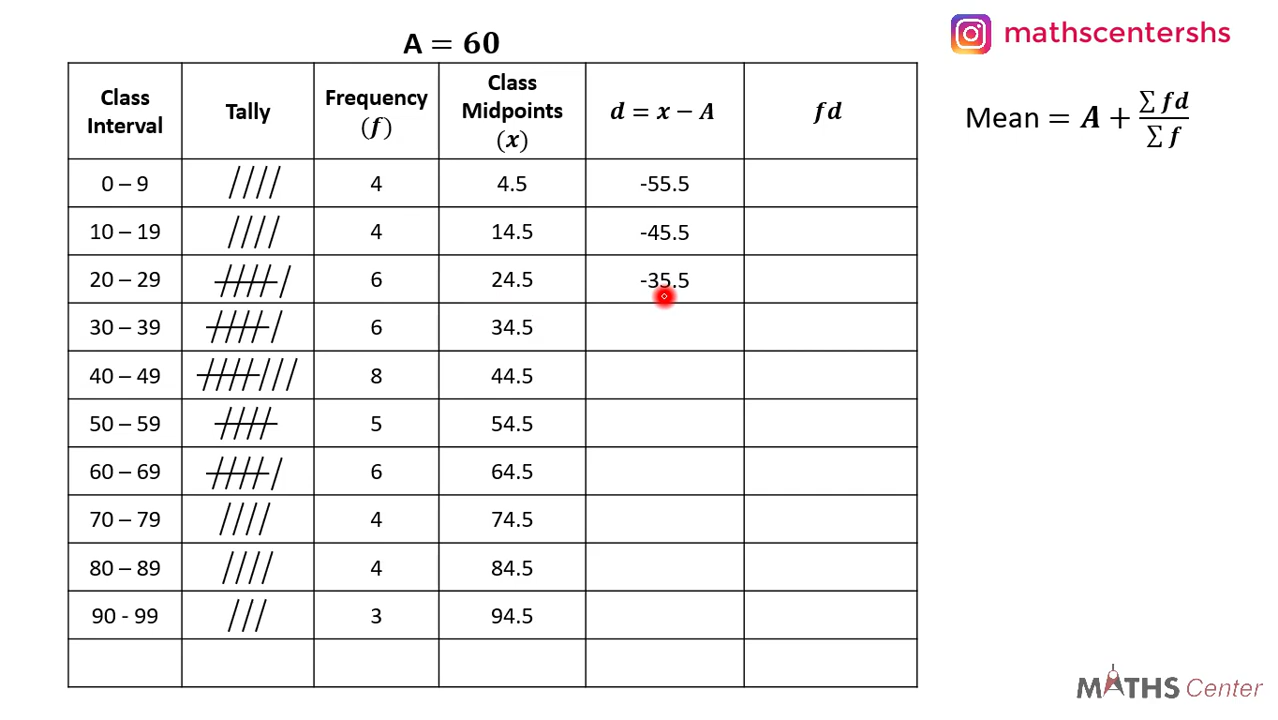 mathscentershs
A = 60
Class Interval Tally Frequency (f) Class Midpoints (x) d = x − A fd
Mean = A + ∑ fd / ∑ f
0 – 9 //// 4 4.5 -55.5
10 – 19 //// 4 14.5 -45.5
20 – 29 6 24.5 -35.5
30 – 39 6 34.5
40 – 49 8 44.5
50 – 59 5 54.5
60 – 69 6 64.5
70 – 79 //// 4 74.5
80 – 89 //// 4 84.5
90 - 99 /// 3 94.5
MATHS Center